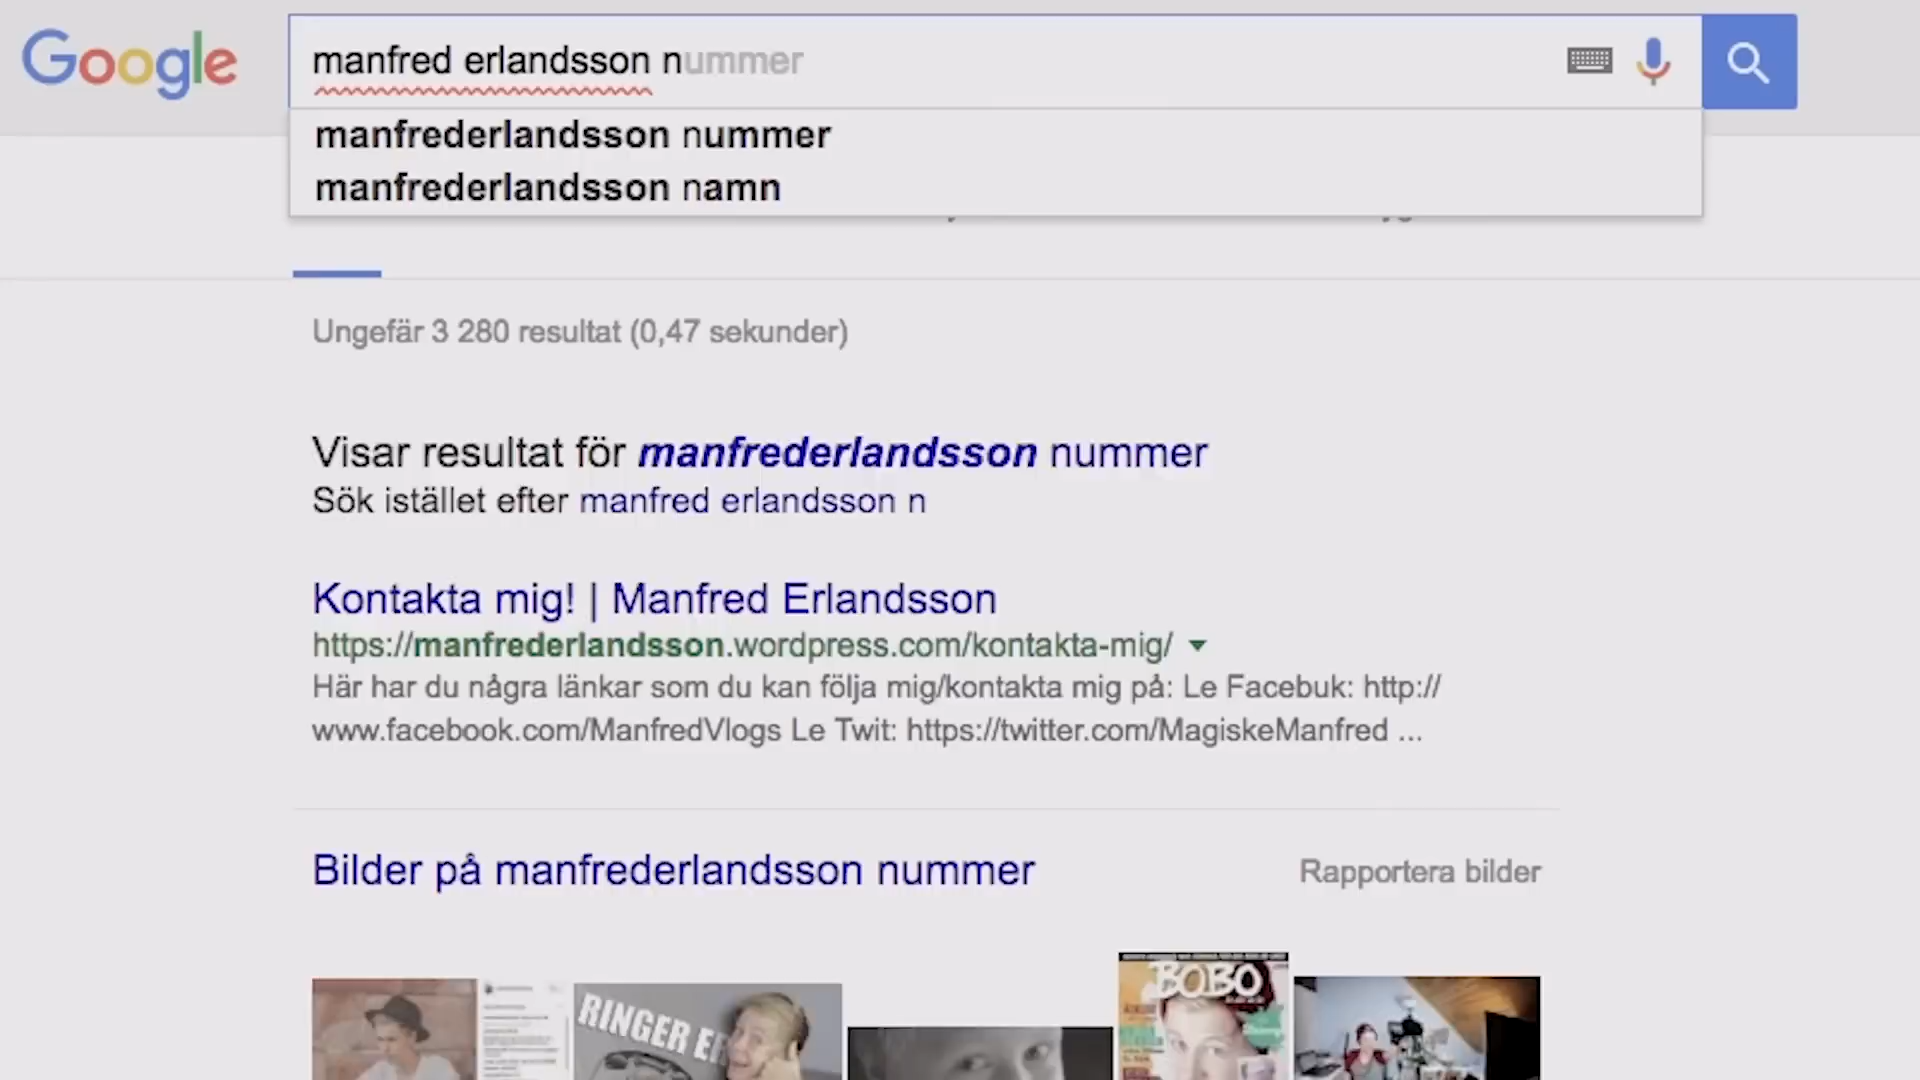 Google
manfred erlandsson nummer
manfrederlandsson nummer
manfrederlandsson namn
Ungefär 3 280 resultat (0,47 sekunder)
Visar resultat för manfrederlandsson nummer
Sök istället efter manfred erlandsson n
Kontakta mig! | Manfred Erlandsson
https://manfrederlandsson.wordpress.com/kontakta-mig/
Här har du några länkar som du kan följa mig/kontakta mig på: Le Facebuk: http://
www.facebook.com/ManfredVlogs Le Twit: https://twitter.com/MagiskeManfred ...
Bilder på manfrederlandsson nummer
Rapportera bilder
RINGER
BOBO